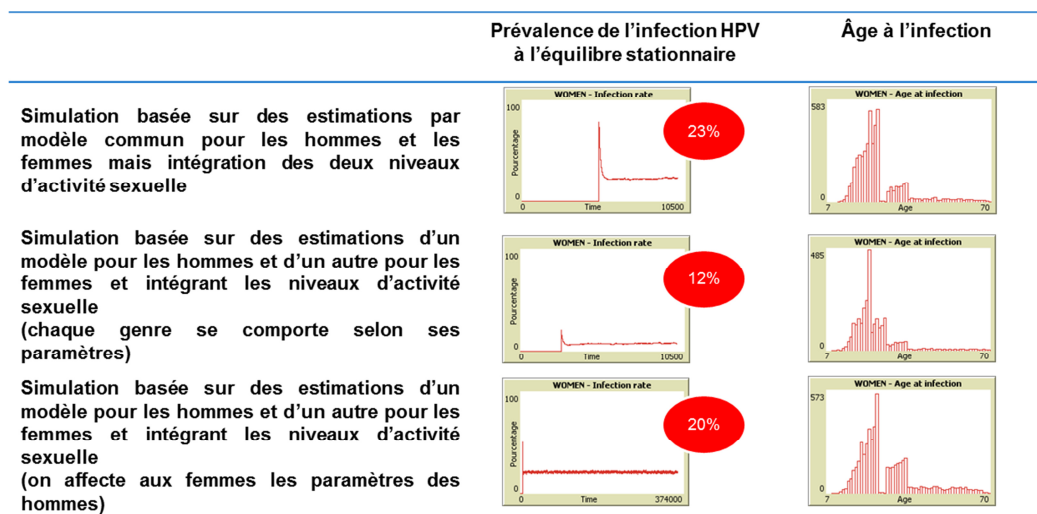 Prévalence de l'infection HPV
à l'équilibre stationnaire
Âge à l'infection
Simulation basée sur des estimations par
modèle commun pour les hommes et les
femmes mais intégration des deux niveaux
d'activité sexuelle
WOMEN - Infection rate
100
Pourcentage
0
0 Time 10500
23%
WOMEN - Age at infection
583
0
7 Age 70
Simulation basée sur des estimations d'un
modèle pour les hommes et d'un autre pour les
femmes et intégrant les niveaux d'activité
sexuelle
(chaque genre se comporte selon ses
paramètres)
WOMEN - Infection rate
100
Pourcentage
0
0 Time 10500
12%
WOMEN - Age at infection
485
0
7 Age 70
Simulation basée sur des estimations d'un
modèle pour les hommes et d'un autre pour les
femmes et intégrant les niveaux d'activité
sexuelle
(on affecte aux femmes les paramètres des
hommes)
WOMEN - Infection rate
100
Pourcentage
0
0 Time 374000
20%
WOMEN - Age at infection
573
0
7 Age 70